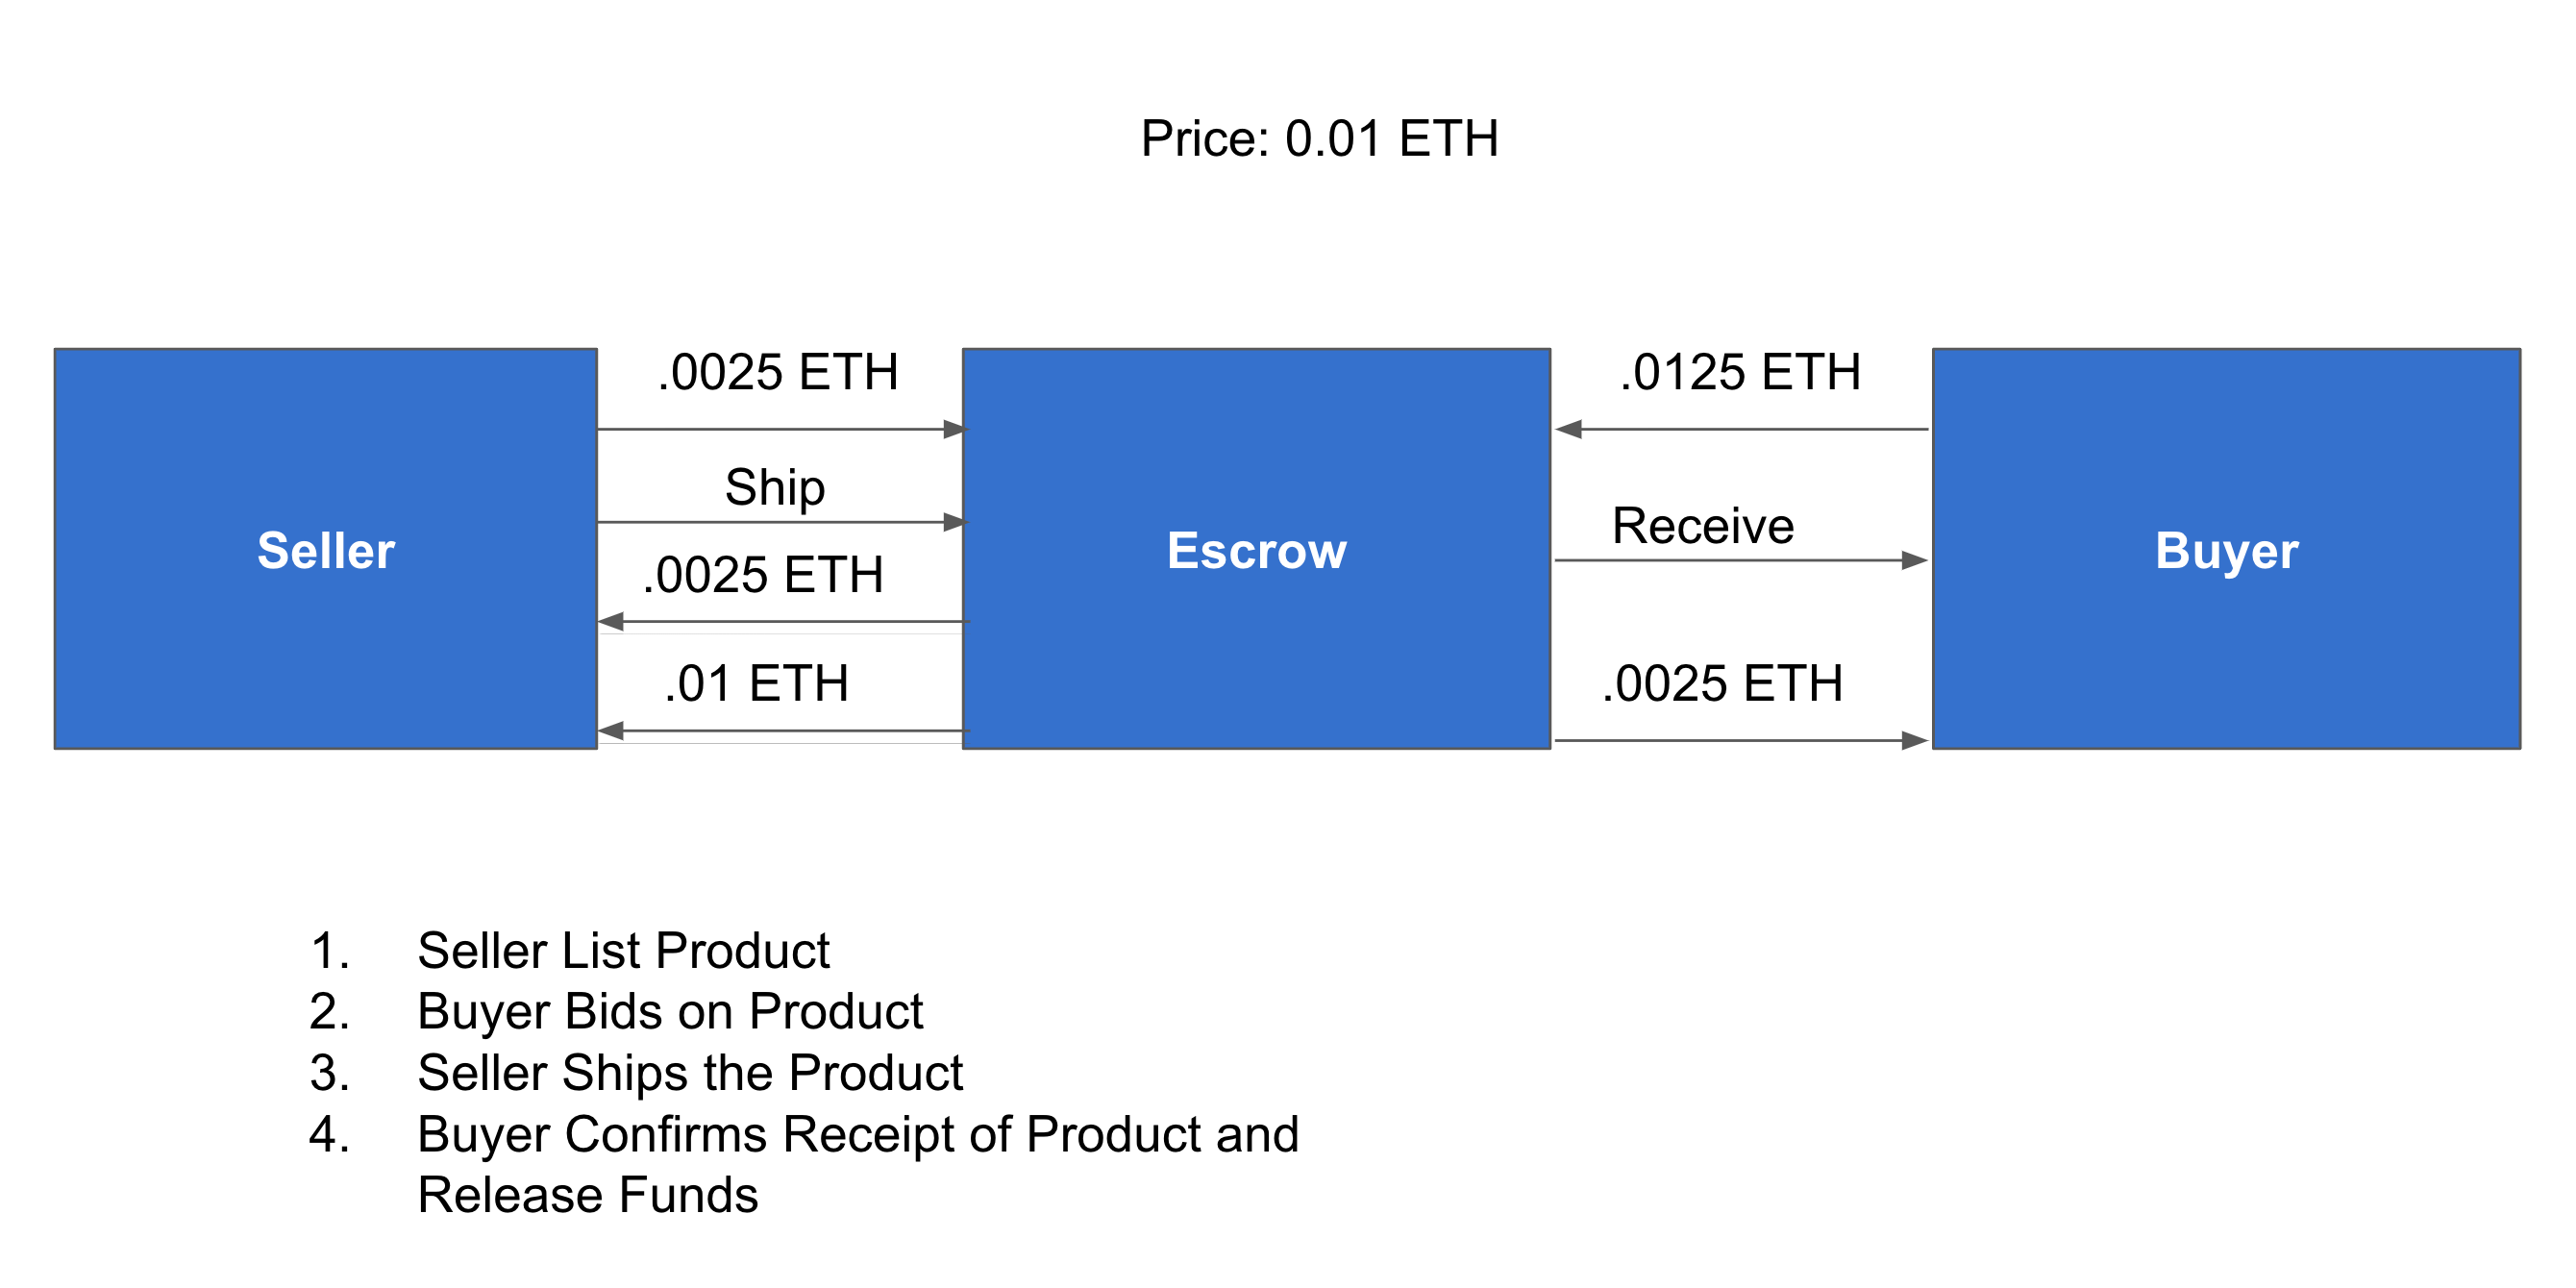 Price: 0.01 ETH
.0025 ETH
.0125 ETH
Ship
Receive
Seller
Escrow
Buyer
.0025 ETH
.01 ETH
.0025 ETH
1. Seller List Product
2. Buyer Bids on Product
3. Seller Ships the Product
4. Buyer Confirms Receipt of Product and
Release Funds